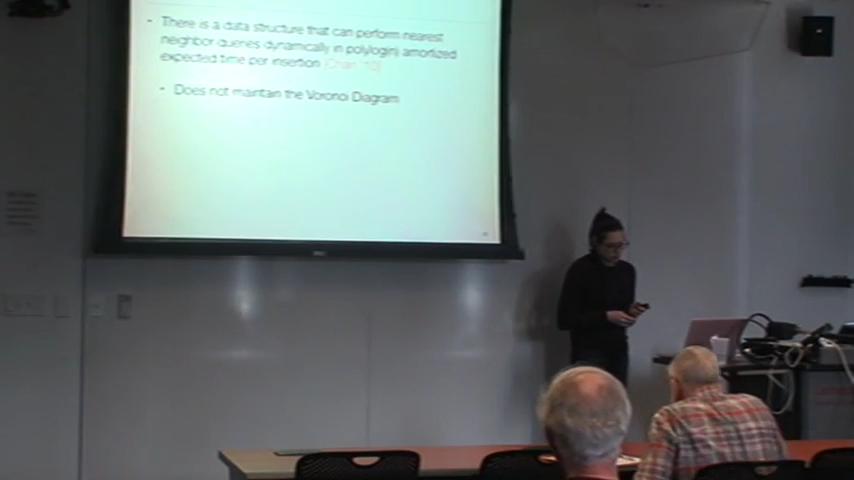 - There is a data structure that can perform nearest
neighbor queries dynamically in polylog(n) amortized
expected time per insertion [Chan '10]
- Does not maintain the Voronoi Diagram